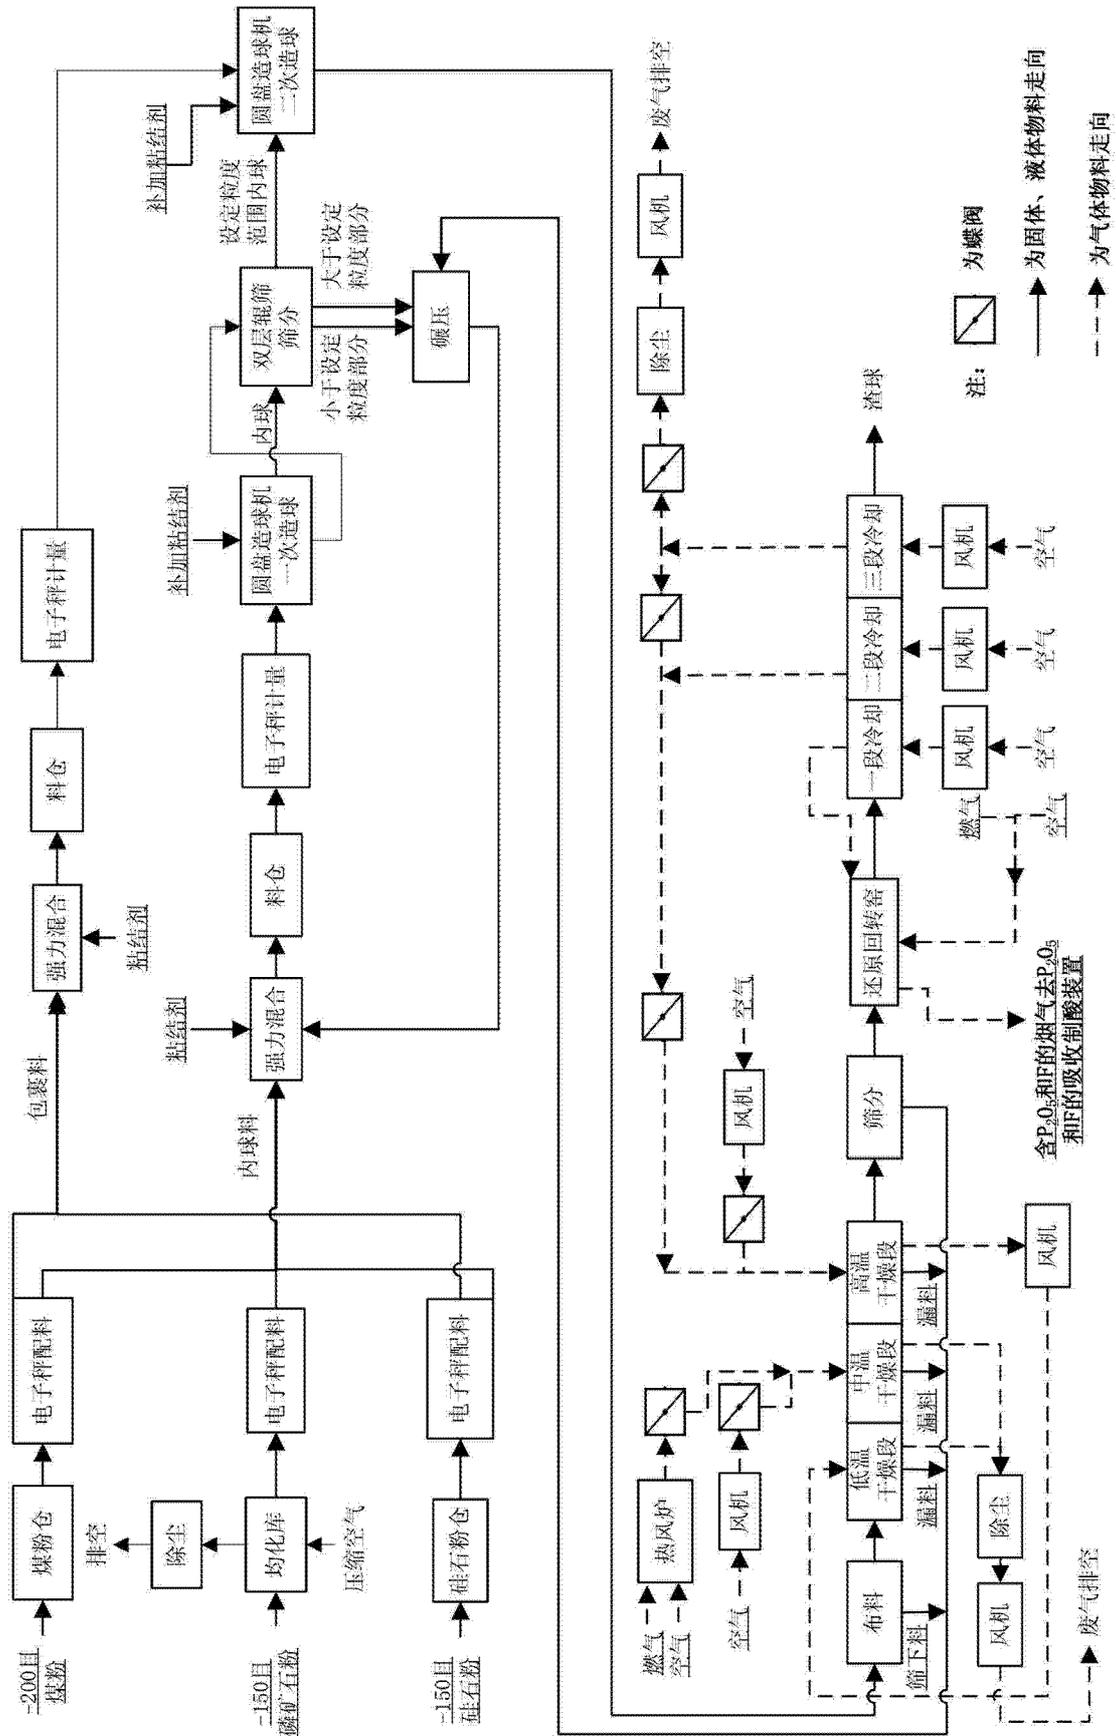 -200目
煤粉
煤粉仓
电子秤配料
包裹料
强力混合
粘结剂
料仓
电子秤计量
排空
除尘
-150目
磷矿石粉
均化库
压缩空气
电子秤配料
内球料
粘结剂
强力混合
料仓
电子秤计量
补加粘结剂
圆盘造球机
一次造球
内球
双层辊筛
筛分
设定粒度
范围内球
补加粘结剂
圆盘造球机
二次造球
小于设定
粒度部分
大于设定
粒度部分
碾压
-150目
硅石粉
硅石粉仓
电子秤配料
燃气
空气
热风炉
空气
风机
风机
空气
除尘
风机
废气排空
布料
低温
干燥段
中温
干燥段
高温
干燥段
筛分
还原回转窑
一段冷却
二段冷却
三段冷却
渣球
筛下料
漏料
漏料
漏料
风机
除尘
风机
废气排空
含P₂O₅和F的烟气去P₂O₅
和F的吸收制酸装置
燃气
空气
风机
空气
风机
空气
风机
空气
注：
为蝶阀
为固体、液体物料走向
为气体物料走向